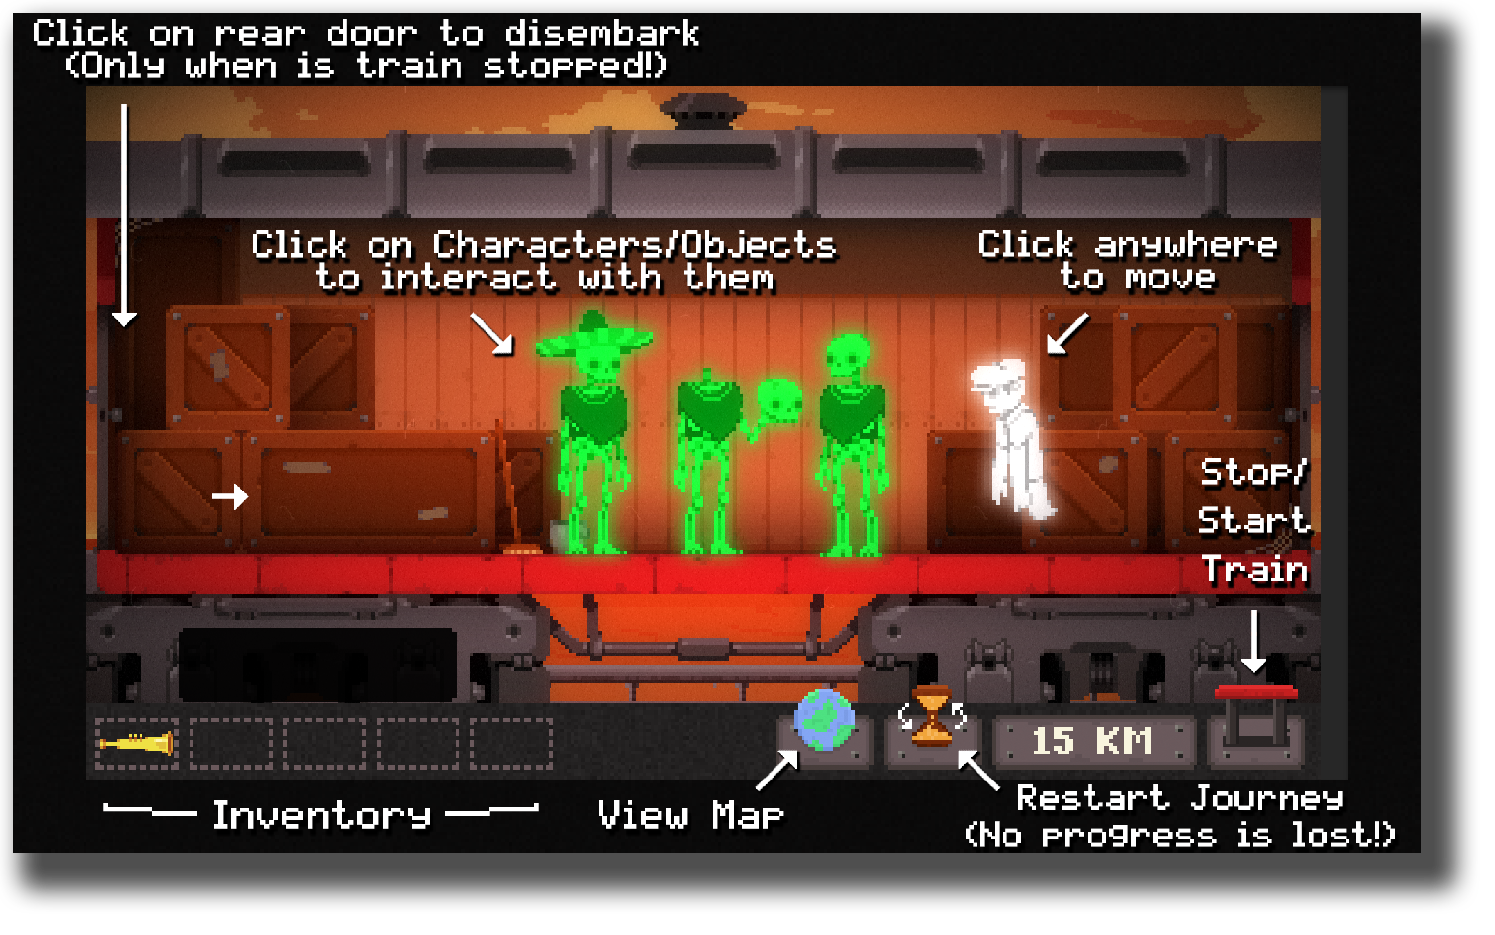 Click on rear door to disembark
(Only when is train stopped!)
Click on Characters/Objects
to interact with them
Click anywhere
to move
Stop/
Start
Train
15 KM
Inventory
View Map
Restart Journey
(No progress is lost!)